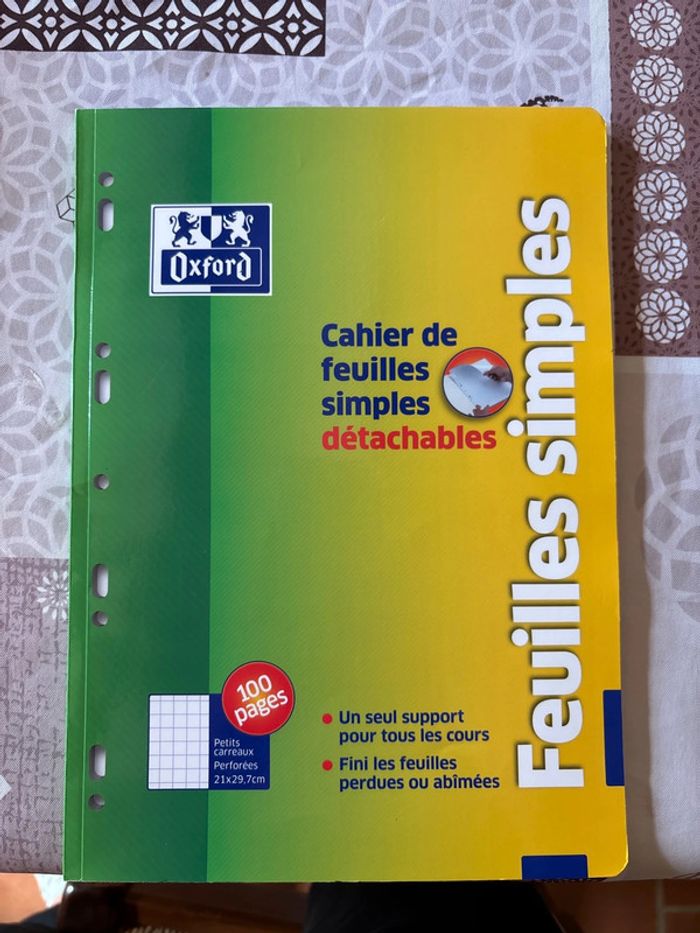 Oxford
Cahier de
feuilles
simples
détachables
Feuilles simples
100
pages
Petits
carreaux
Perforées
21x29,7cm
• Un seul support
pour tous les cours
• Fini les feuilles
perdues ou abîmées